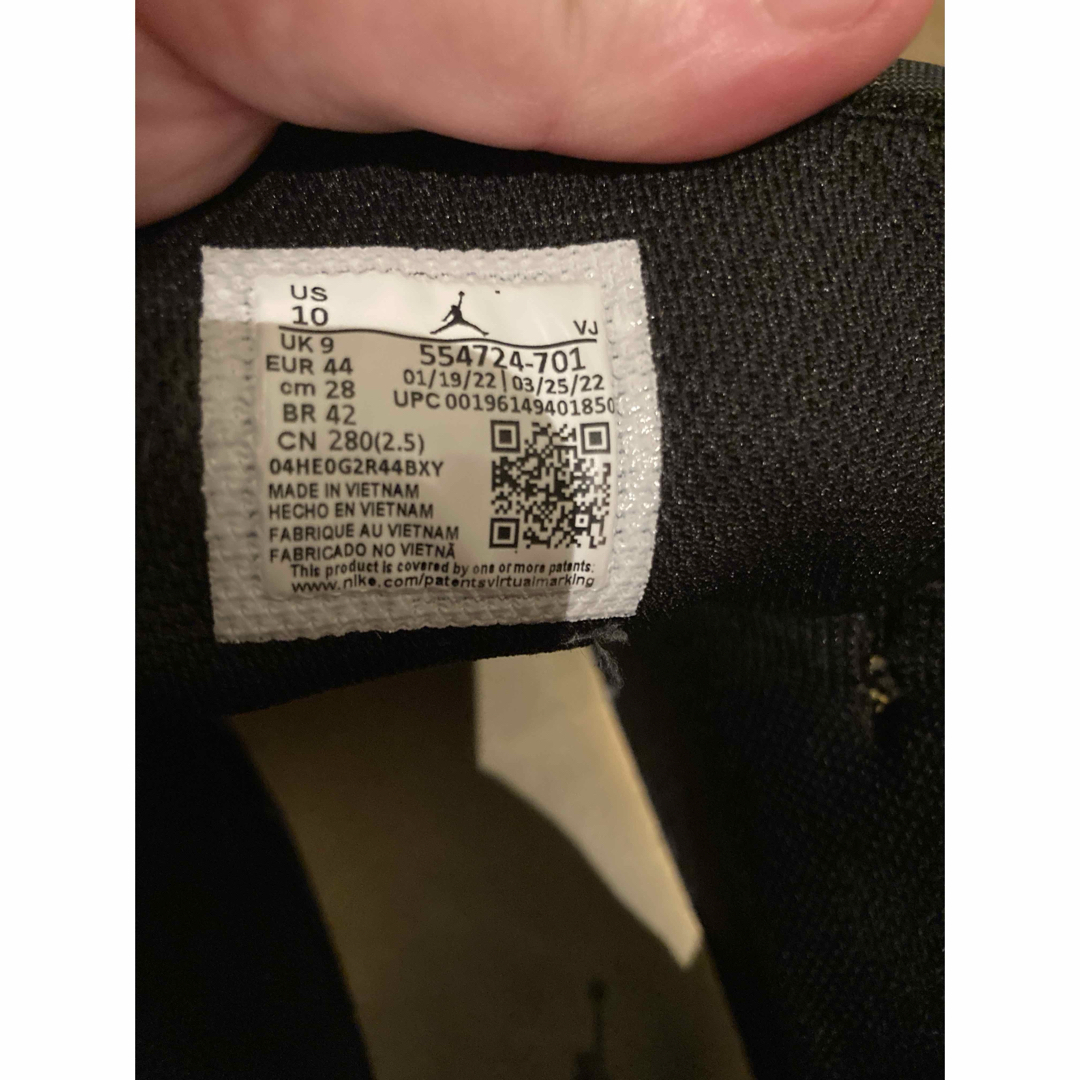 US
10
VJ
UK 9
554724-701
EUR 44
01/19/22 | 03/25/22
cm 28
UPC 00196149401850
BR 42
CN 280(2.5)
04HE0G2R44BXY
MADE IN VIETNAM
HECHO EN VIETNAM
FABRIQUE AU VIETNAM
FABRICADO NO VIETNÃ
This product is covered by one or more patents:
www.nike.com/patentsvirtualmarking